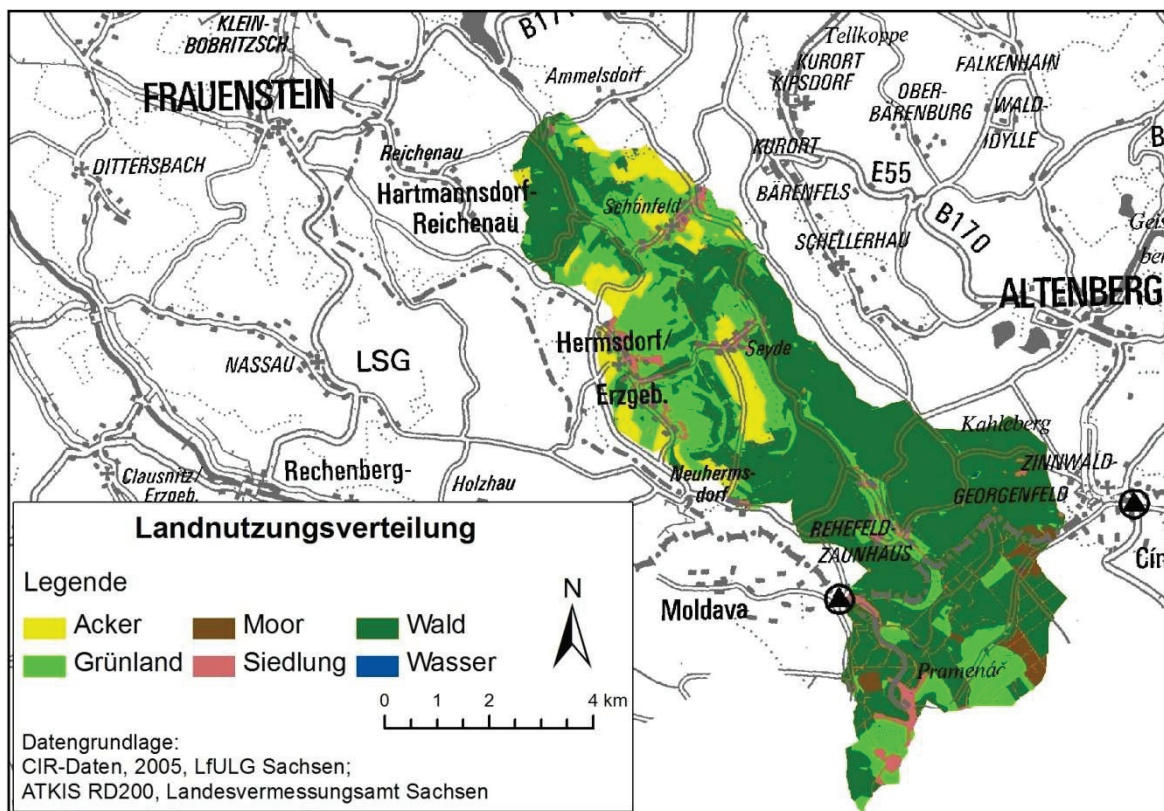 KLEIN-
BOBRITZSCH
B171
Tellkoppe
KURORT
KIPSDORF
FALKENHAIN
Ammelsdorf
FRAUENSTEIN
OBER-
BÄRENBURG
WALD-
IDYLLE
Reichenau
DITTERSBACH
KURORT
BÄRENFELS
E55
Hartmannsdorf-
Reichenau
Schönfeld
B170
SCHELLERHAU
ALTENBERG
Hermsdorf/
Erzgeb.
Seyde
NASSAU
LSG
Kahleberg
ZINNWALD-
GEORGENFELD
Clausnitz/
Erzgeb.
Rechenberg-
Holzhau
Neuherms-
dorf
REHEFELD-
ZAUNHAUS
Moldava
Pramenáč
Landnutzungsverteilung
Legende
Acker Moor Wald
Grünland Siedlung Wasser
N
0 1 2 4 km
Datengrundlage:
CIR-Daten, 2005, LfULG Sachsen;
ATKIS RD200, Landesvermessungsamt Sachsen